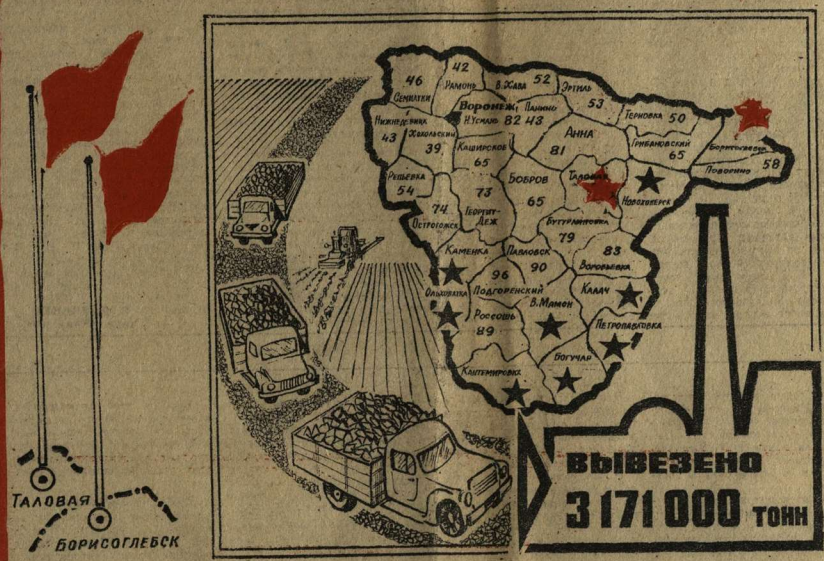 ТАЛОВАЯ
БОРИСОГЛЕБСК
46
СЕМИЛУКИ
42
РАМОНЬ
В. ХАВА
52
ЭРТИЛЬ
53
ТЕРНОВКА 50
НИЖНЕДЕВИЦК
43
ХОХОЛЬСКИЙ
39
ВОРОНЕЖ
Н. УСМАНЬ 82
ПАНИНО
43
АННА
81
ГРИБАНОВСКИЙ
65
БОРИСОГЛЕБСК
ПОВОРИНО
58
КАШИРСКОЕ
65
РЕПЬЕВКА
54
БОБРОВ
65
ТАЛОВАЯ
НОВОХОПЕРСК
74
ОСТРОГОЖСК
73
ГЕОРГИУ-
ДЕЖ
БУТУРЛИНОВКА
79
КАМЕНКА
ПАВЛОВСК
90
83
ВОРОБЬЕВКА
96
ПОДГОРЕНСКИЙ
ОЛЬХОВАТКА
В. МАМОН
КАЛАЧ
РОССОШЬ
89
ПЕТРОПАВЛОВКА
БОГУЧАР
КАНТЕМИРОВКА
ВЫВЕЗЕНО
3 171 000 ТОНН